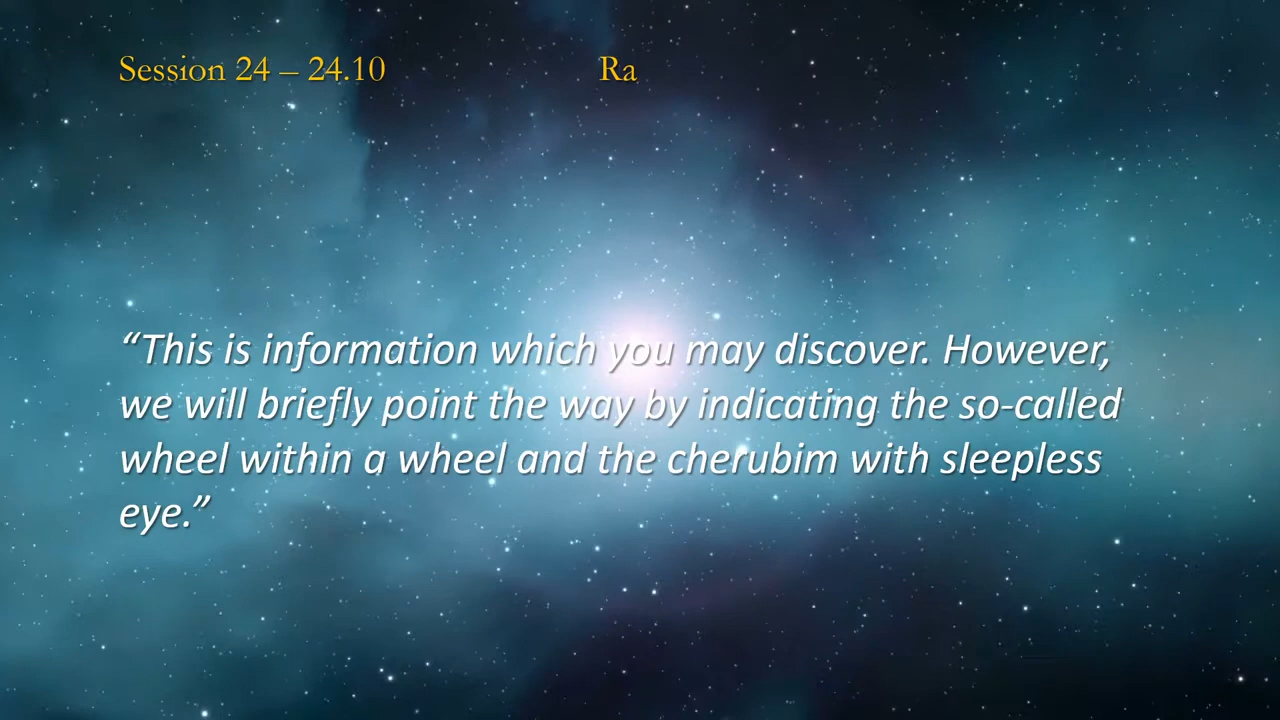 Session 24 – 24.10 Ra
“This is information which you may discover. However,
we will briefly point the way by indicating the so-called
wheel within a wheel and the cherubim with sleepless
eye.”